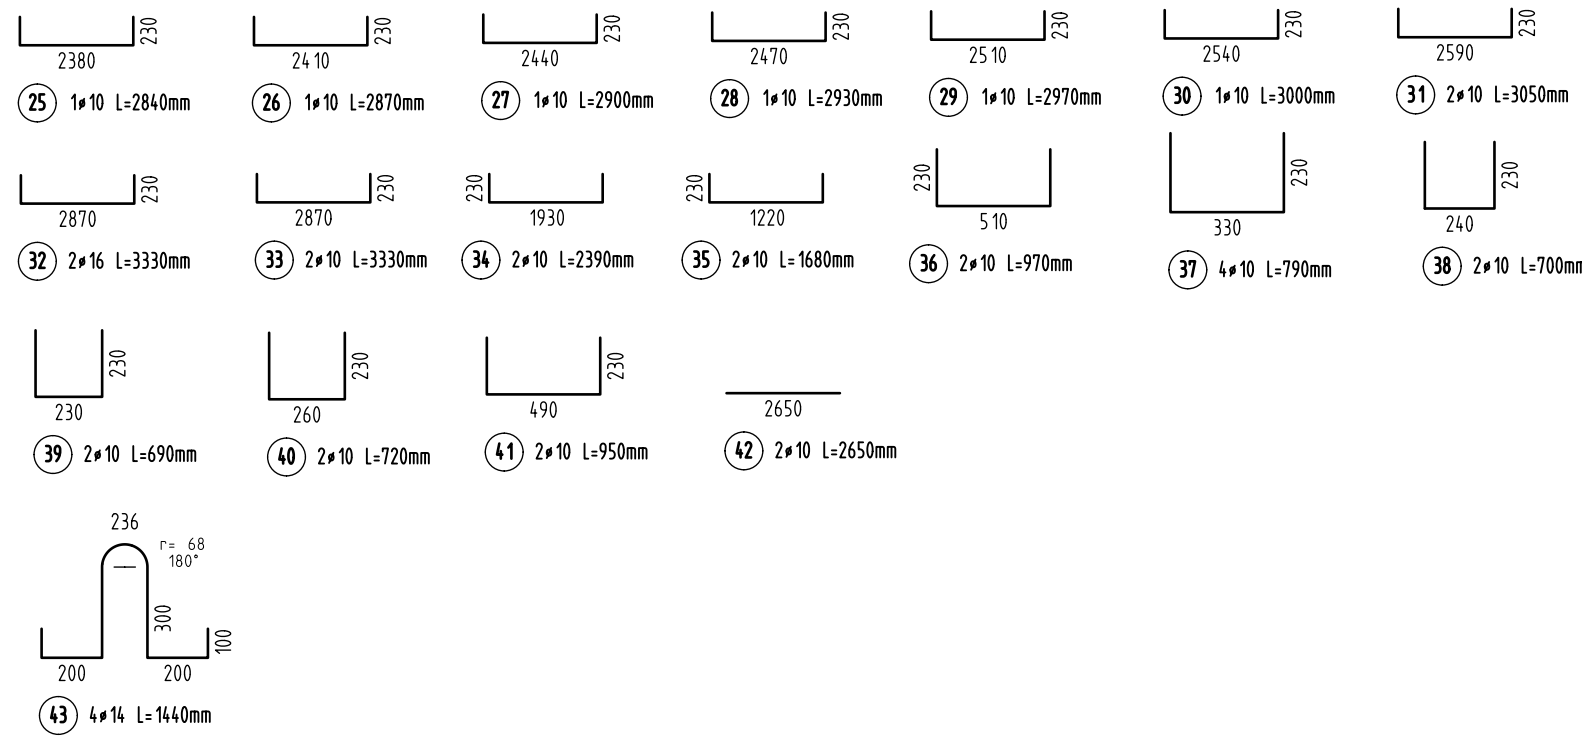 230 230 230 230 230 230 230
2380 2410 2440 2470 2510 2540 2590
25 1ø10 L=2840mm 26 1ø10 L=2870mm 27 1ø10 L=2900mm 28 1ø10 L=2930mm 29 1ø10 L=2970mm 30 1ø10 L=3000mm 31 2ø10 L=3050mm
230 230 230 230 230 230 230
2870 2870 1930 1220 510 330 240
32 2ø16 L=3330mm 33 2ø10 L=3330mm 34 2ø10 L=2390mm 35 2ø10 L=1680mm 36 2ø10 L=970mm 37 4ø10 L=790mm 38 2ø10 L=700mm
230 230 230
230 260 490 2650
39 2ø10 L=690mm 40 2ø10 L=720mm 41 2ø10 L=950mm 42 2ø10 L=2650mm
236
r= 68
180°
300
100
200 200
43 4ø14 L=1440mm